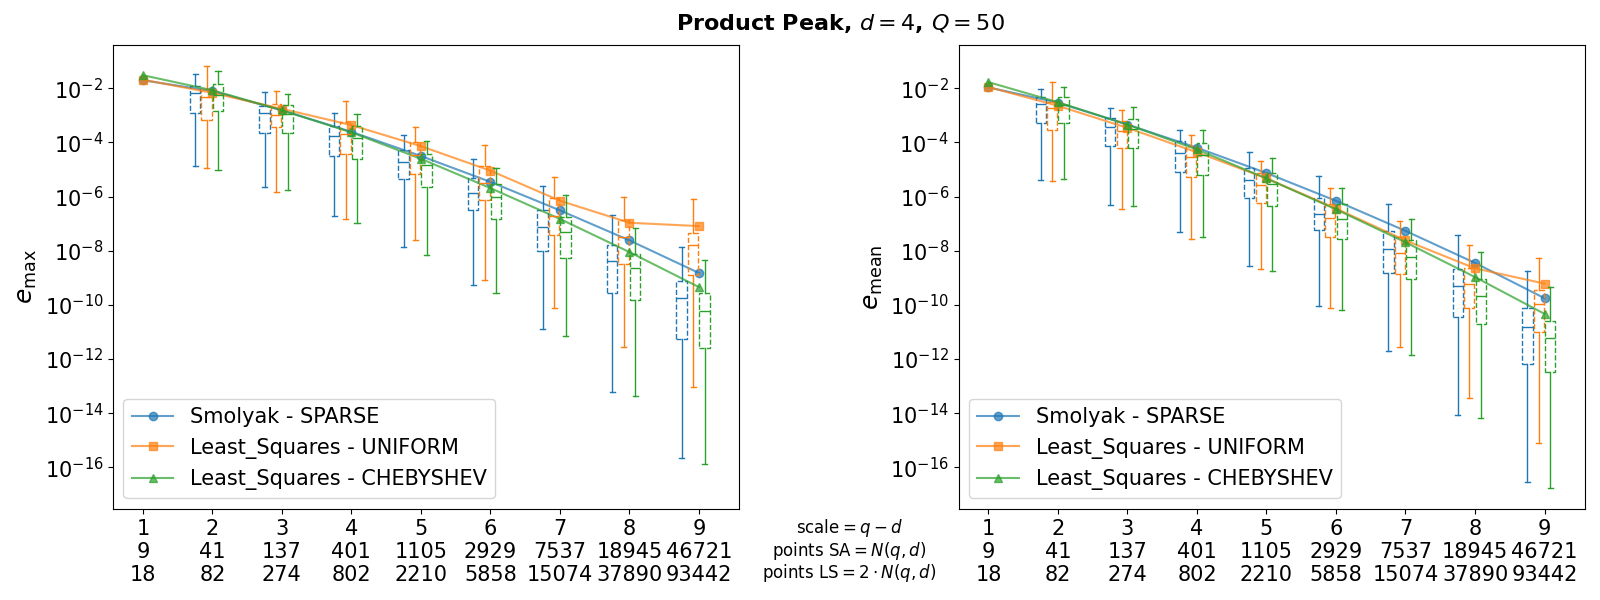 Product Peak, d = 4, Q = 50
e_max
10^−2
10^−4
10^−6
10^−8
10^−10
10^−12
10^−14
10^−16
Smolyak - SPARSE
Least_Squares - UNIFORM
Least_Squares - CHEBYSHEV
1 2 3 4 5 6 7 8 9
9 41 137 401 1105 2929 7537 18945 46721
18 82 274 802 2210 5858 15074 37890 93442
scale = q − d
points SA = N(q, d)
points LS = 2 · N(q, d)
e_mean
10^−2
10^−4
10^−6
10^−8
10^−10
10^−12
10^−14
10^−16
Smolyak - SPARSE
Least_Squares - UNIFORM
Least_Squares - CHEBYSHEV
1 2 3 4 5 6 7 8 9
9 41 137 401 1105 2929 7537 18945 46721
18 82 274 802 2210 5858 15074 37890 93442